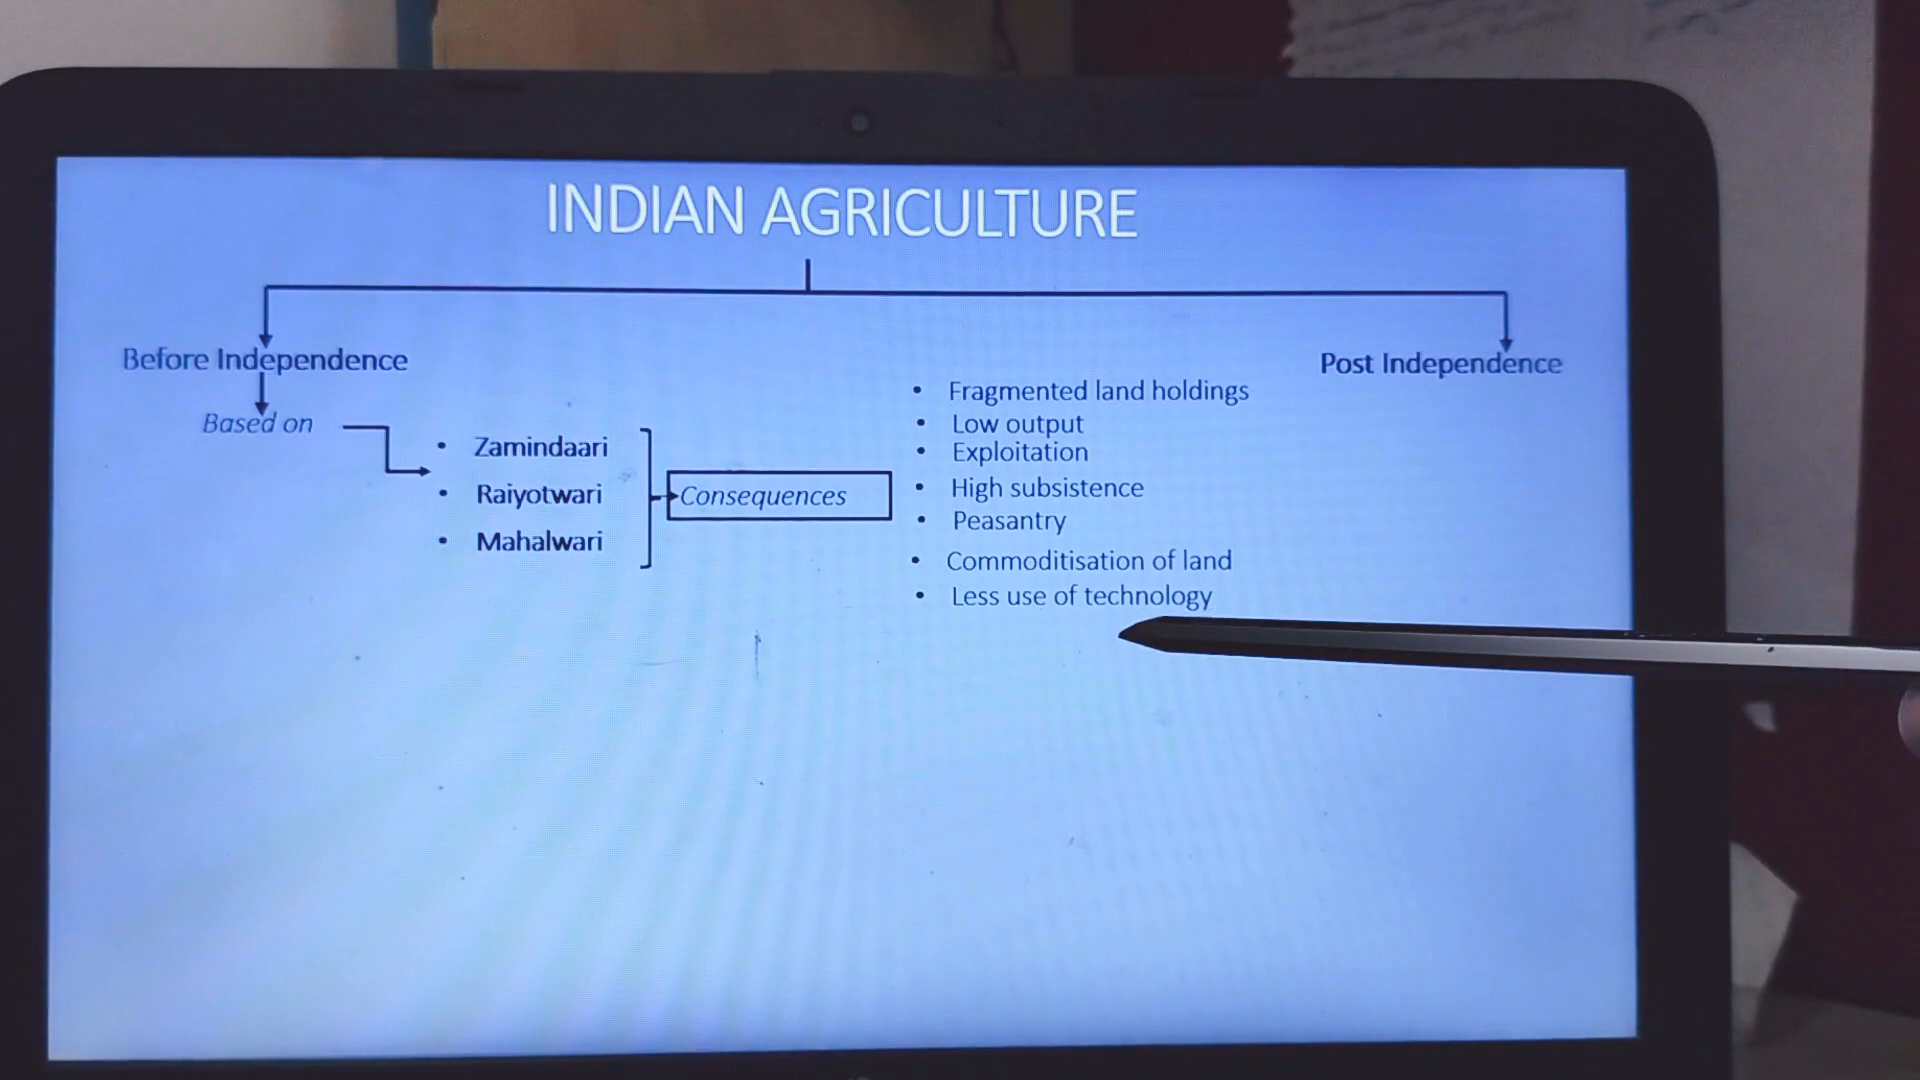 INDIAN AGRICULTURE
Before Independence
Post Independence
Based on
• Zamindaari
• Raiyotwari
• Mahalwari
Consequences
• Fragmented land holdings
• Low output
• Exploitation
• High subsistence
• Peasantry
• Commoditisation of land
• Less use of technology